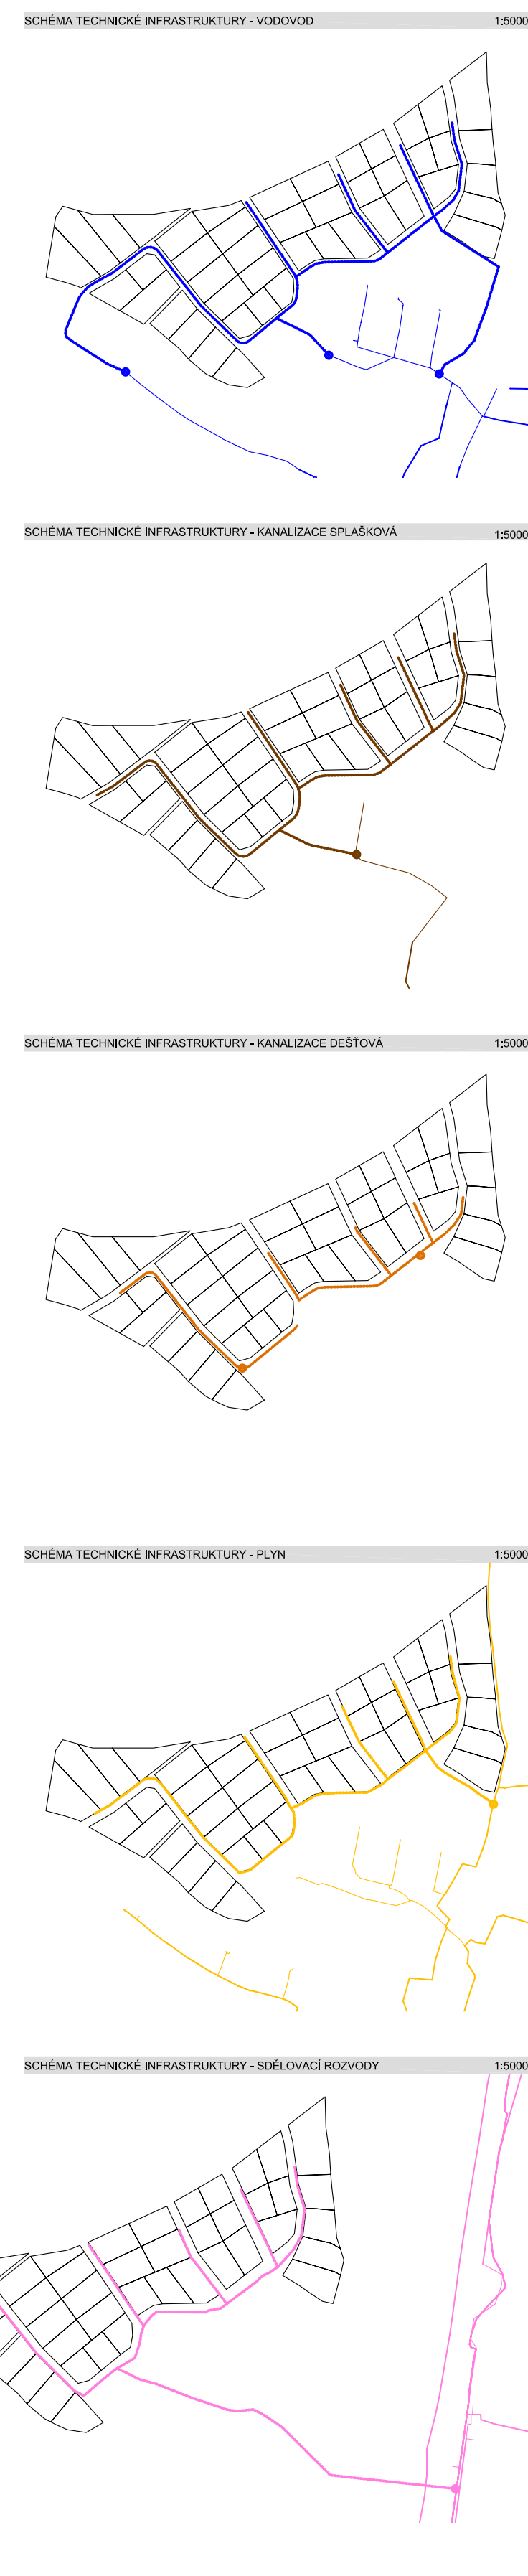 SCHÉMA TECHNICKÉ INFRASTRUKTURY - VODOVOD 1:5000
SCHÉMA TECHNICKÉ INFRASTRUKTURY - KANALIZACE SPLAŠKOVÁ 1:5000
SCHÉMA TECHNICKÉ INFRASTRUKTURY - KANALIZACE DEŠŤOVÁ 1:5000
SCHÉMA TECHNICKÉ INFRASTRUKTURY - PLYN 1:5000
SCHÉMA TECHNICKÉ INFRASTRUKTURY - SDĚLOVACÍ ROZVODY 1:5000